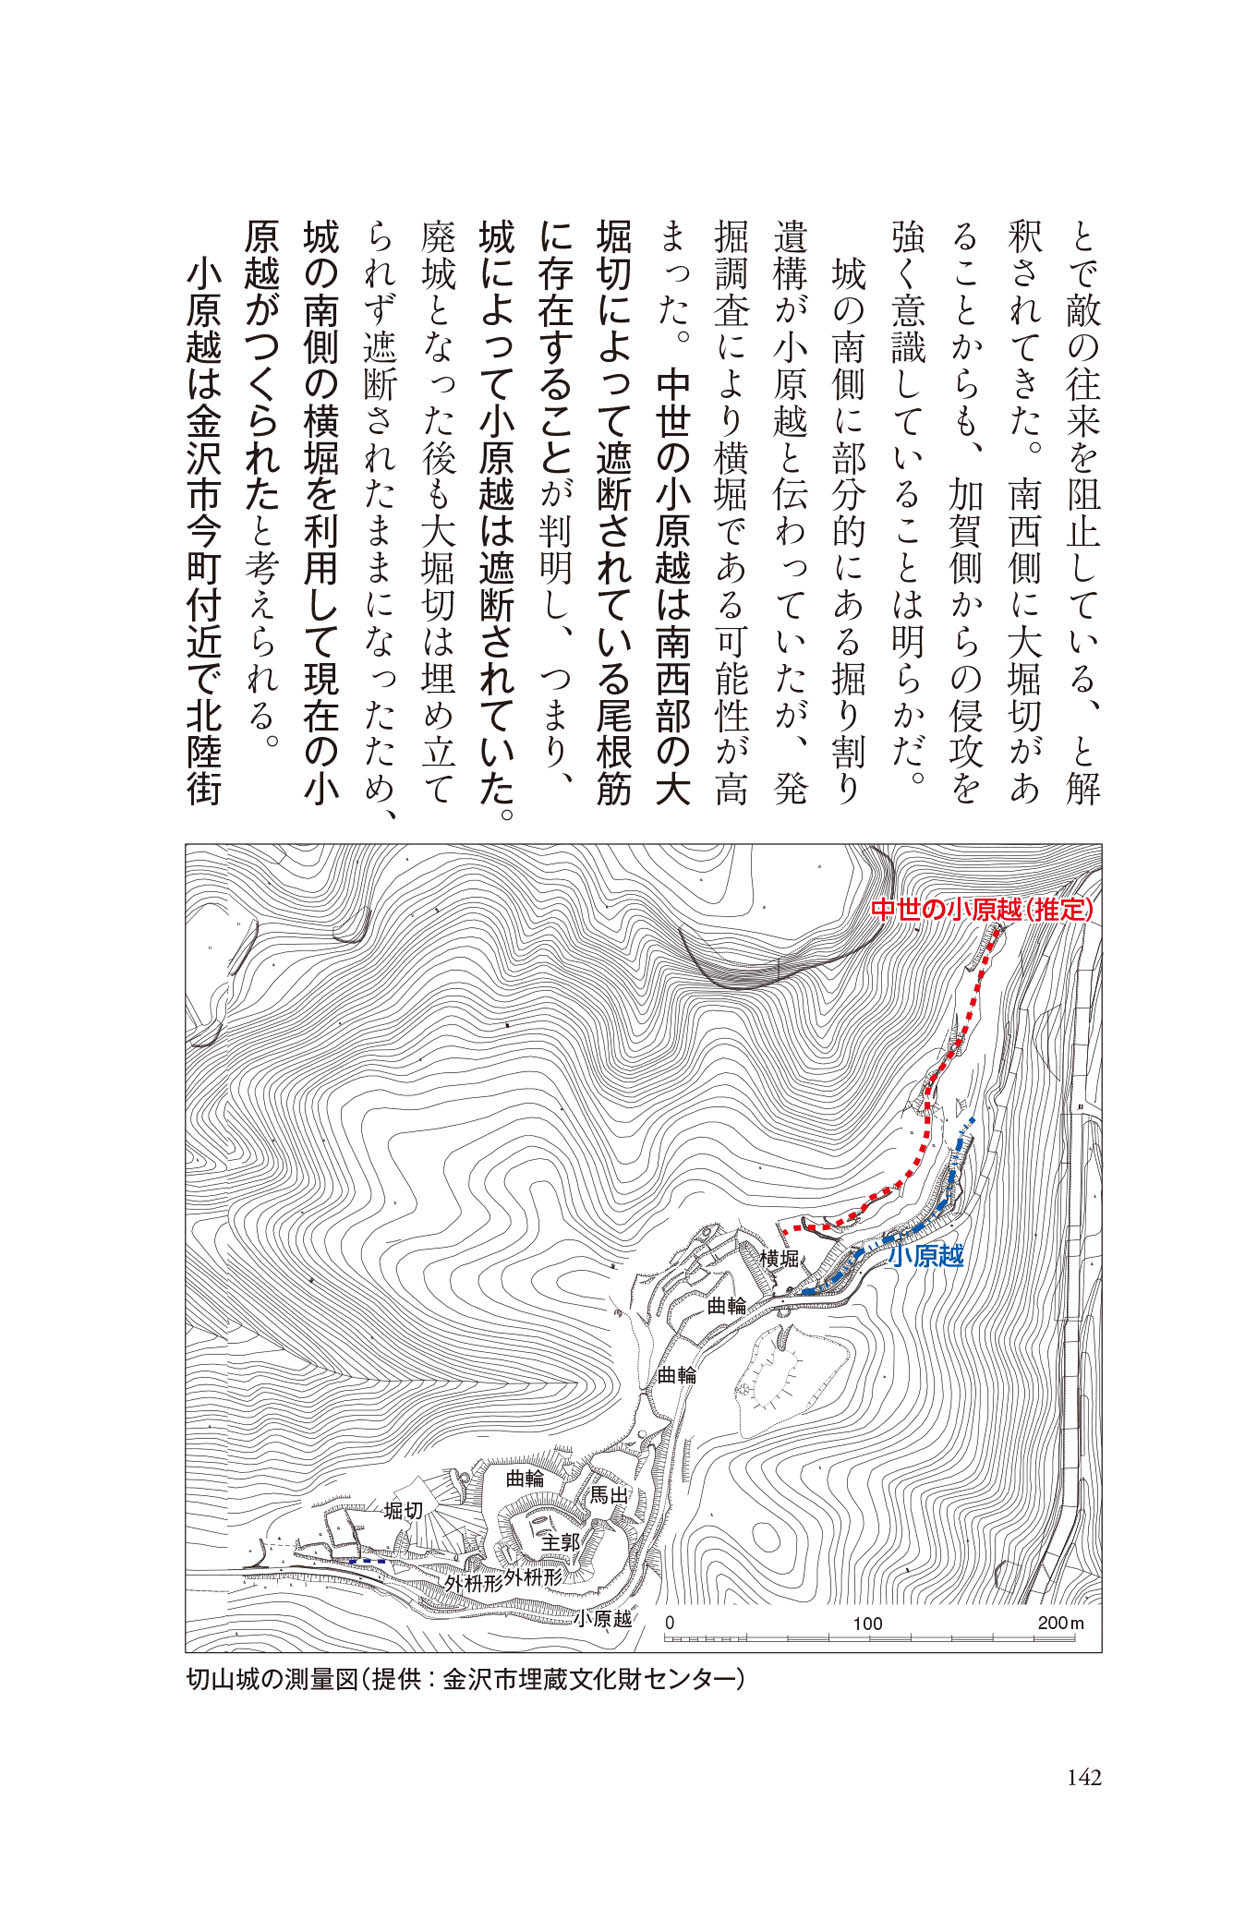 とで敵の往来を阻止している、と解
釈されてきた。南西側に大堀切があ
ることからも、加賀側からの侵攻を
強く意識していることは明らかだ。
城の南側に部分的にある掘り割り
遺構が小原越と伝わっていたが、発
掘調査により横堀である可能性が高
まった。中世の小原越は南西部の大
堀切によって遮断されている尾根筋
に存在することが判明し、つまり、
城によって小原越は遮断されていた。
廃城となった後も大堀切は埋め立て
られず遮断されたままになったため、
城の南側の横堀を利用して現在の小
原越がつくられたと考えられる。
小原越は金沢市今町付近で北陸街
中世の小原越(推定)
小原越
横堀
曲輪
曲輪
曲輪
馬出
堀切
主郭
外枡形
外枡形
小原越
0 100 200m
切山城の測量図(提供:金沢市埋蔵文化財センター)
142